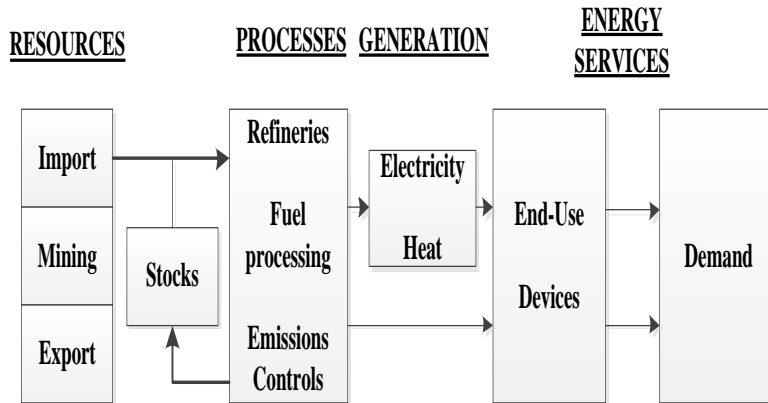 RESOURCES
PROCESSES
GENERATION
ENERGY
SERVICES
Import
Mining
Export
Stocks
Refineries
Fuel
processing
Emissions
Controls
Electricity
Heat
End-Use
Devices
Demand